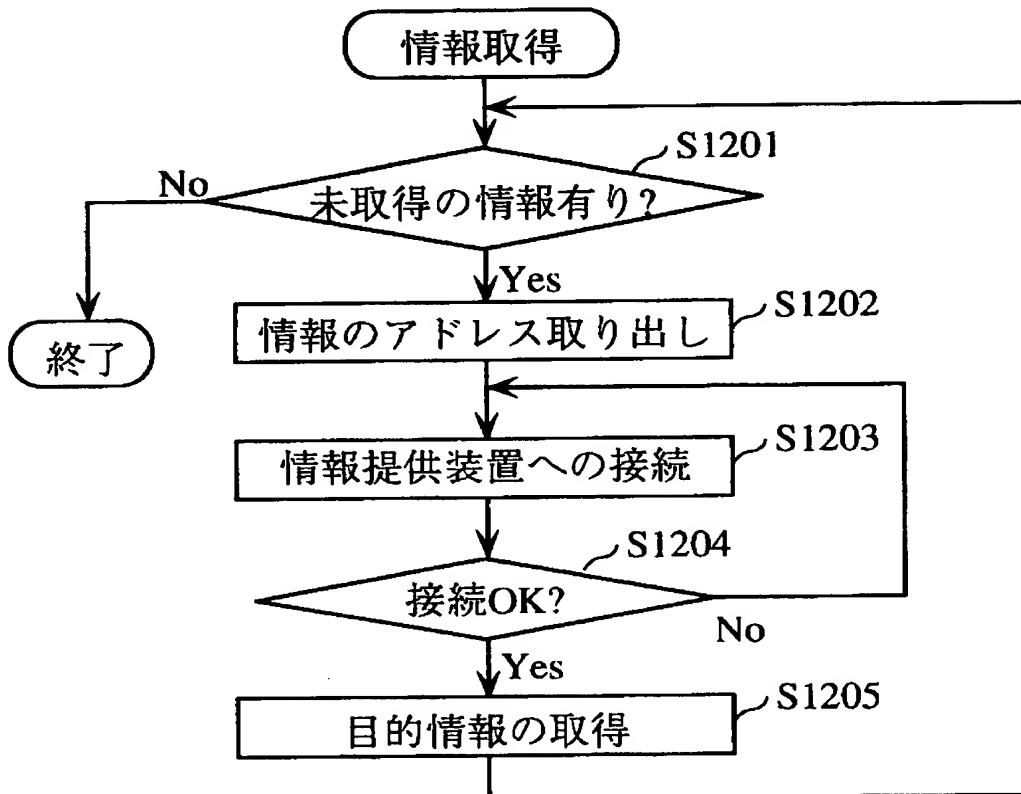 情報取得
S1201
No
未取得の情報有り?
Yes
S1202
情報のアドレス取り出し
終了
S1203
情報提供装置への接続
S1204
接続OK?
No
Yes
S1205
目的情報の取得